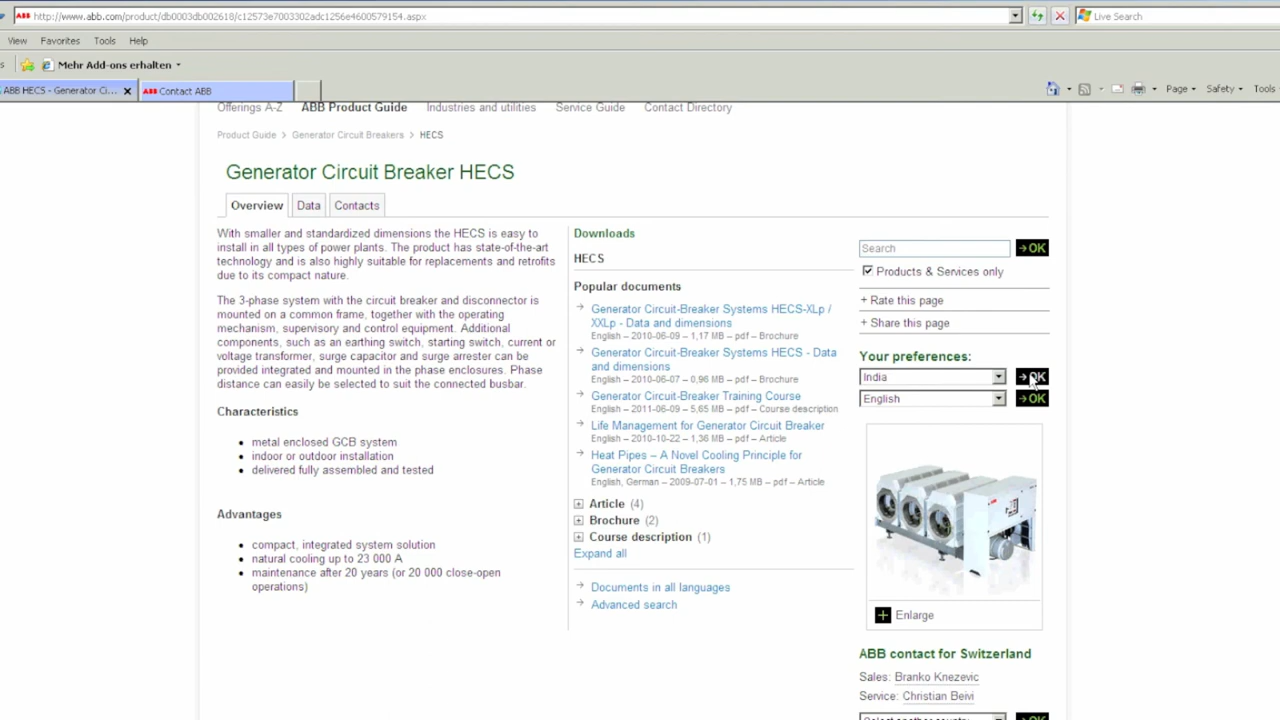 ABB http://www.abb.com/product/db0003db002618/c12573e7003302adc1256e4600579154.aspx
Live Search
View Favorites Tools Help
s Mehr Add-ons erhalten
ABB HECS - Generator Ci... ABB Contact ABB
Page Safety Tools
Offerings A-Z ABB Product Guide Industries and utilities Service Guide Contact Directory
Product Guide > Generator Circuit Breakers > HECS
Generator Circuit Breaker HECS
Overview Data Contacts
With smaller and standardized dimensions the HECS is easy to
install in all types of power plants. The product has state-of-the-art
technology and is also highly suitable for replacements and retrofits
due to its compact nature.
The 3-phase system with the circuit breaker and disconnector is
mounted on a common frame, together with the operating
mechanism, supervisory and control equipment. Additional
components, such as an earthing switch, starting switch, current or
voltage transformer, surge capacitor and surge arrester can be
provided integrated and mounted in the phase enclosures. Phase
distance can easily be selected to suit the connected busbar.
Characteristics
• metal enclosed GCB system
• indoor or outdoor installation
• delivered fully assembled and tested
Advantages
• compact, integrated system solution
• natural cooling up to 23 000 A
• maintenance after 20 years (or 20 000 close-open
operations)
Downloads
HECS
Popular documents
Generator Circuit-Breaker Systems HECS-XLp /
XXLp - Data and dimensions
English – 2010-06-09 – 1,17 MB – pdf – Brochure
Generator Circuit-Breaker Systems HECS - Data
and dimensions
English – 2010-06-07 – 0,96 MB – pdf – Brochure
Generator Circuit-Breaker Training Course
English – 2011-06-09 – 5,65 MB – pdf – Course description
Life Management for Generator Circuit Breaker
English – 2010-10-22 – 1,36 MB – pdf – Article
Heat Pipes – A Novel Cooling Principle for
Generator Circuit Breakers
English, German – 2009-07-01 – 1,75 MB – pdf – Article
Article (4)
Brochure (2)
Course description (1)
Expand all
Documents in all languages
Advanced search
Search OK
Products & Services only
+ Rate this page
+ Share this page
Your preferences:
India OK
English OK
Enlarge
ABB contact for Switzerland
Sales: Branko Knezevic
Service: Christian Beivi
Select another country OK